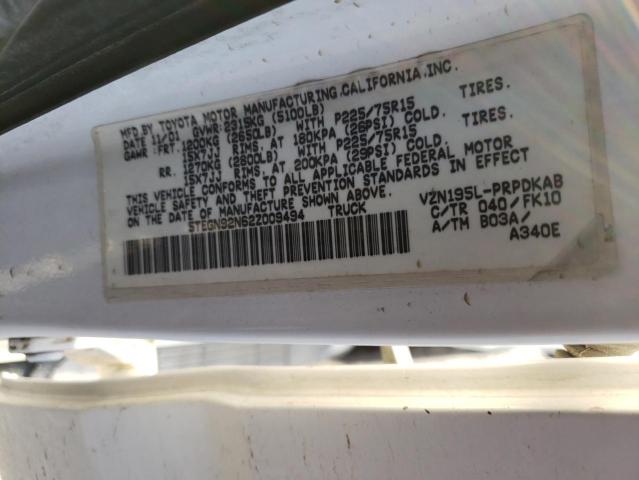 MFD.BY TOYOTA MOTOR MANUFACTURING,CALIFORNIA,INC.
DATE 11/01 GVWR:2315KG (5100LB)
GAWR: FRT. 1200KG (2650LB) WITH P225/75R15 TIRES.
15X7JJ RIMS, AT 180KPA (26PSI) COLD.
RR. 1270KG (2800LB) WITH P225/75R15 TIRES.
15X7JJ RIMS, AT 200KPA (29PSI) COLD.
THIS VEHICLE CONFORMS TO ALL APPLICABLE FEDERAL MOTOR
VEHICLE SAFETY AND THEFT PREVENTION STANDARDS IN EFFECT
ON THE DATE OF MANUFACTURE SHOWN ABOVE.
5TEGN92N62Z009494 TRUCK
VZN195L-PRPDKAB
C/TR 040/FK10
A/TM B03A/
A340E